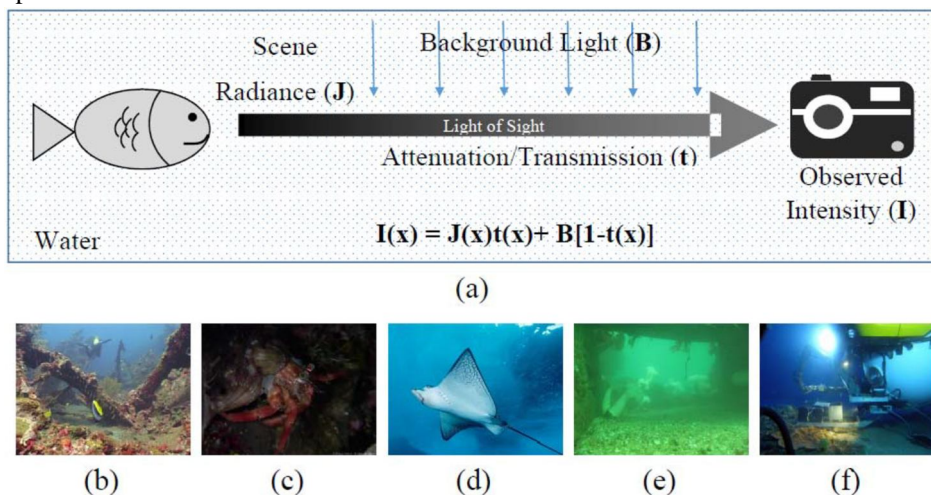 Scene
Radiance (J)
Background Light (B)
Light of Sight
Attenuation/Transmission (t)
Observed
Intensity (I)
Water
I(x) = J(x)t(x)+ B[1-t(x)]
(a)
(b) (c) (d) (e) (f)